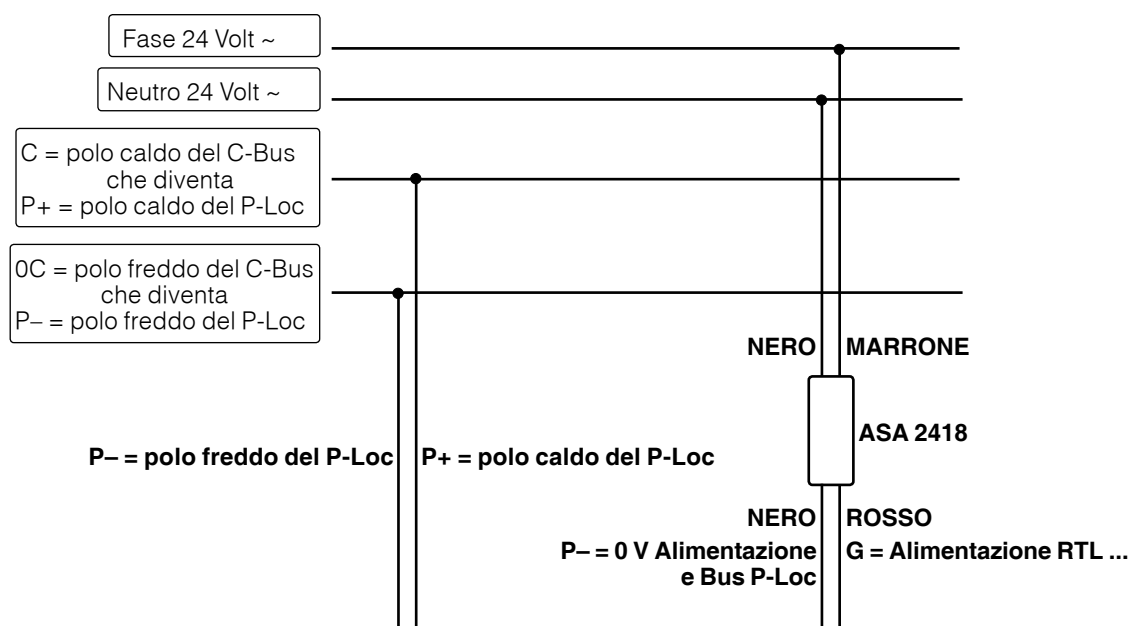 Fase 24 Volt ~
Neutro 24 Volt ~
C = polo caldo del C-Bus
che diventa
P+ = polo caldo del P-Loc
0C = polo freddo del C-Bus
che diventa
P– = polo freddo del P-Loc
NERO
MARRONE
ASA 2418
P– = polo freddo del P-Loc
P+ = polo caldo del P-Loc
NERO
ROSSO
P– = 0 V Alimentazione
e Bus P-Loc
G = Alimentazione RTL ...